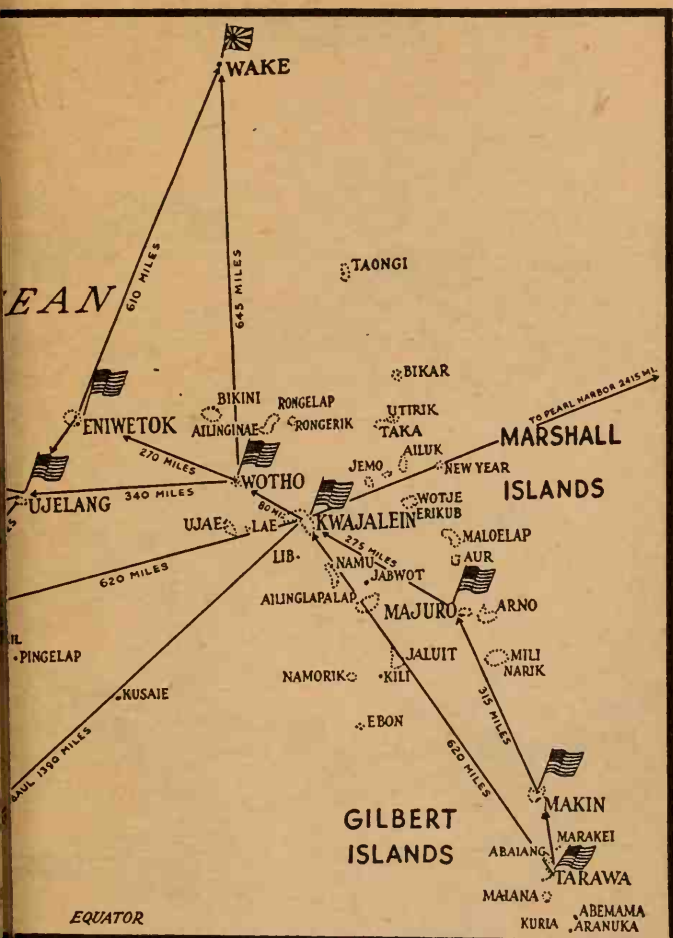 WAKE
610 MILES
645 MILES
TAONGI
EAN
BIKAR
TO PEARL HARBOR 2415 MI.
BIKINI
RONGELAP
UTIRIK
ENIWETOK
AILINGINAE
RONGERIK
TAKA
MARSHALL
AILUK
270 MILES
JEMO
NEW YEAR
WOTHO
ISLANDS
340 MILES
UJELANG
80 MI.
WOTJE
KWAJALEIN
ERIKUB
UJAE
LAE
275 MILES
MALOELAP
LIB
NAMU
AUR
620 MILES
JABWOT
AILINGLAPALAP
MAJURO
ARNO
PINGELAP
JALUIT
MILI
NAMORIK
KILI
NARIK
KUSAIE
315 MILES
EBON
BAUL 1390 MILES
620 MILES
MAKIN
GILBERT
ISLANDS
MARAKEI
ABAIANG
TARAWA
MAIANA
EQUATOR
ABEMAMA
KURIA
ARANUKA